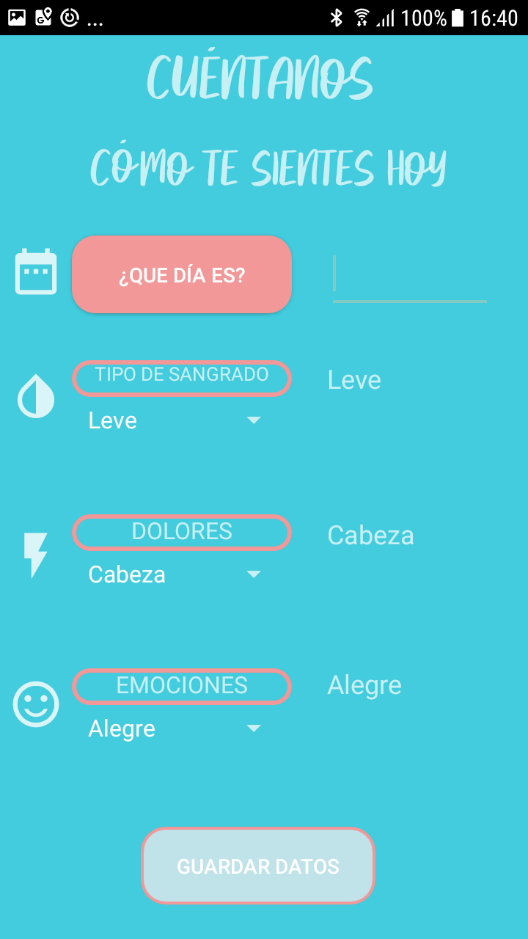 ... 100% 16:40
CUÉNTANOS
CÓMO TE SIENTES HOY
¿QUE DÍA ES?
TIPO DE SANGRADO
Leve
Leve
DOLORES
Cabeza
Cabeza
EMOCIONES
Alegre
Alegre
GUARDAR DATOS